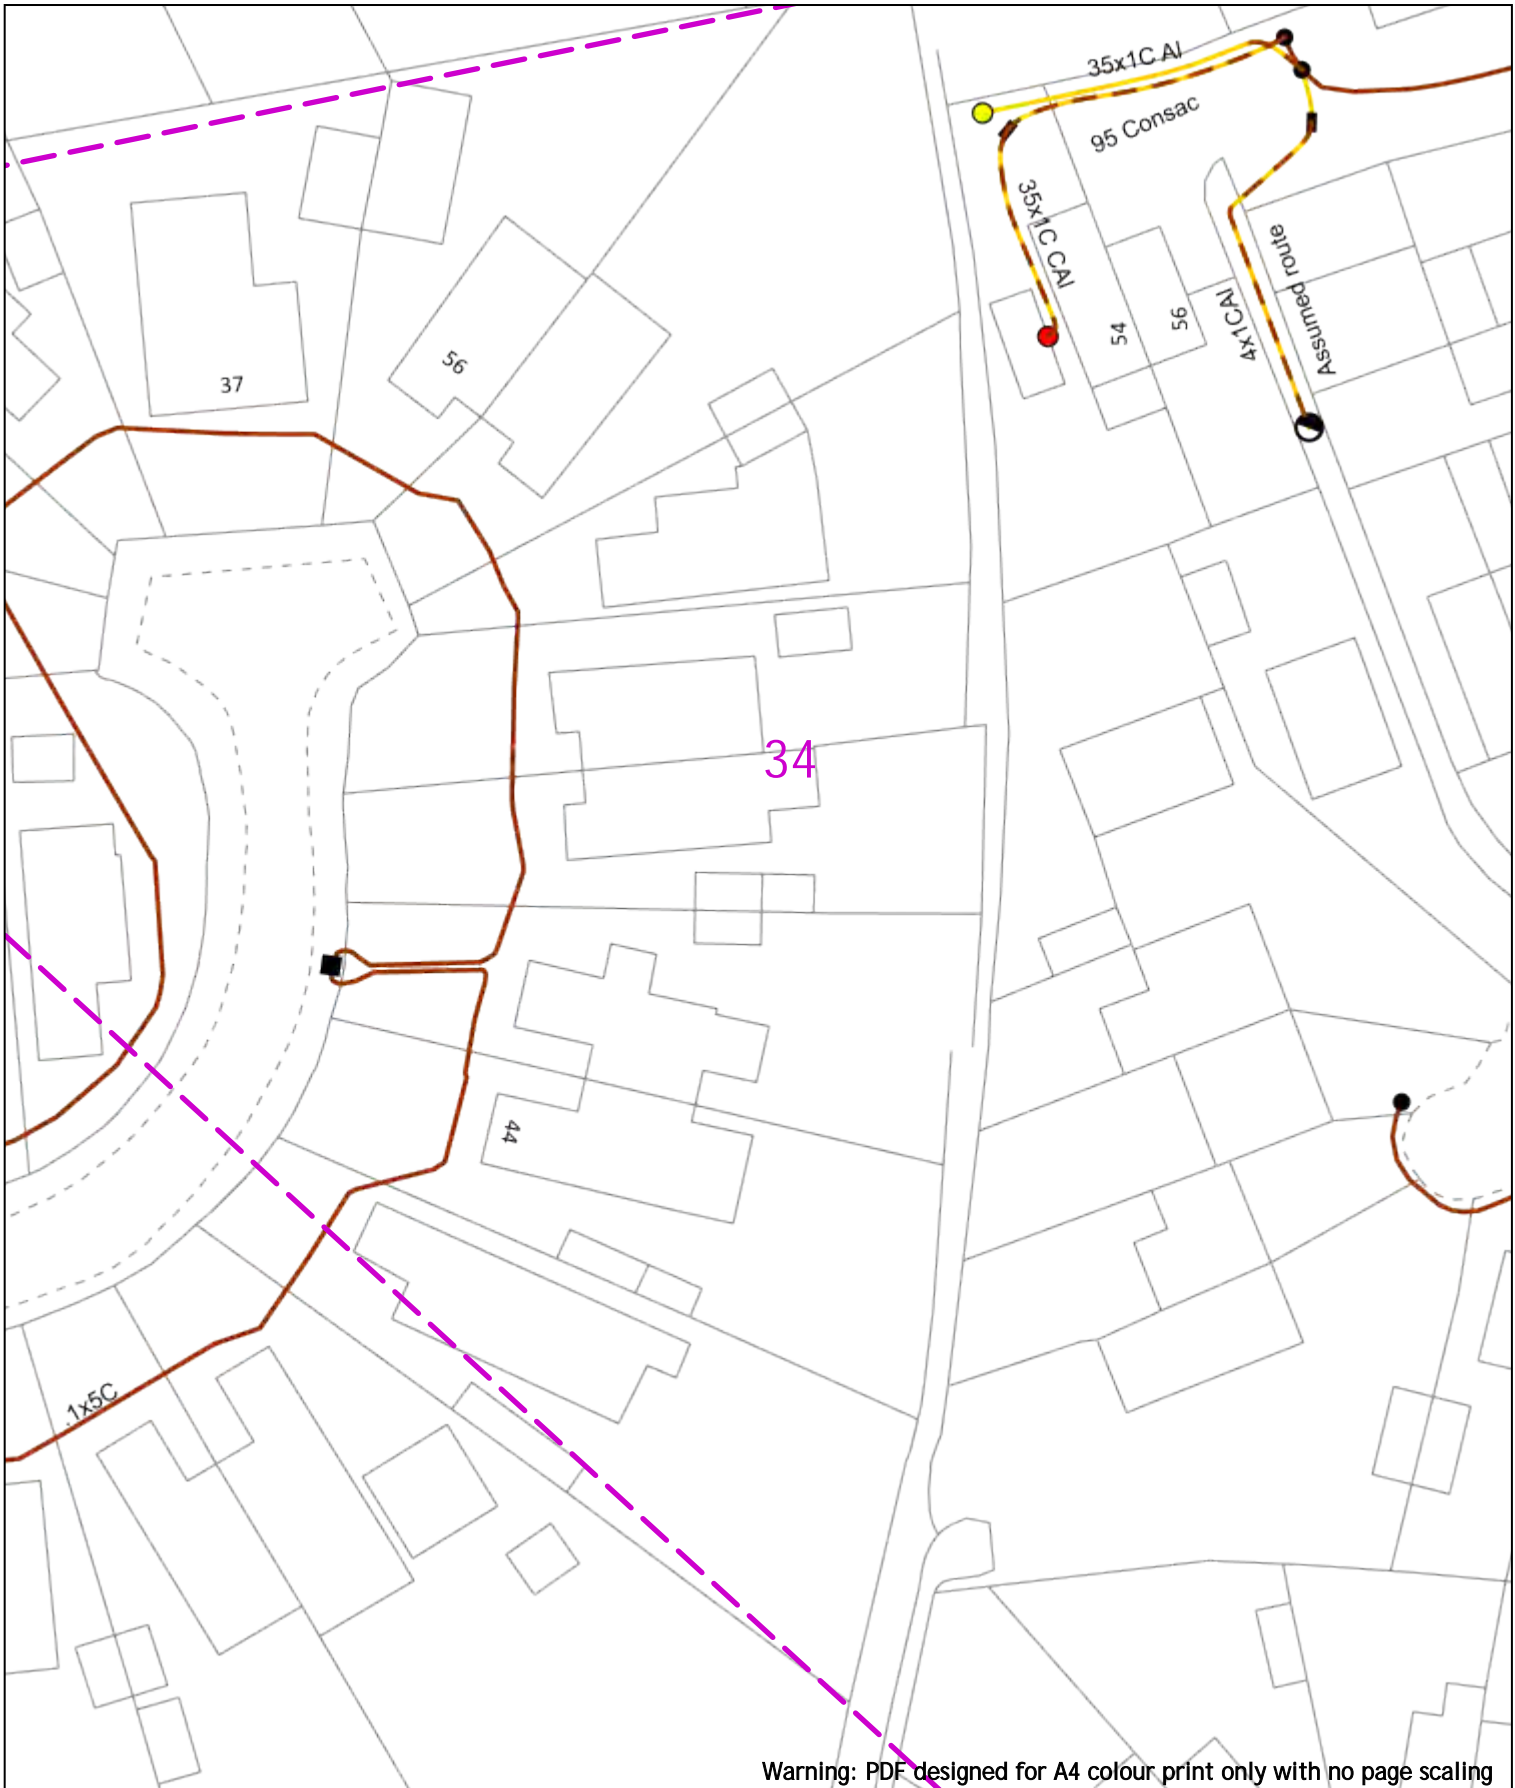 35x1C Al
95 Consac
35x1C CAl
54
56
4x1CAl
Assumed route
37
56
34
44
.1x5C
Warning: PDF designed for A4 colour print only with no page scaling